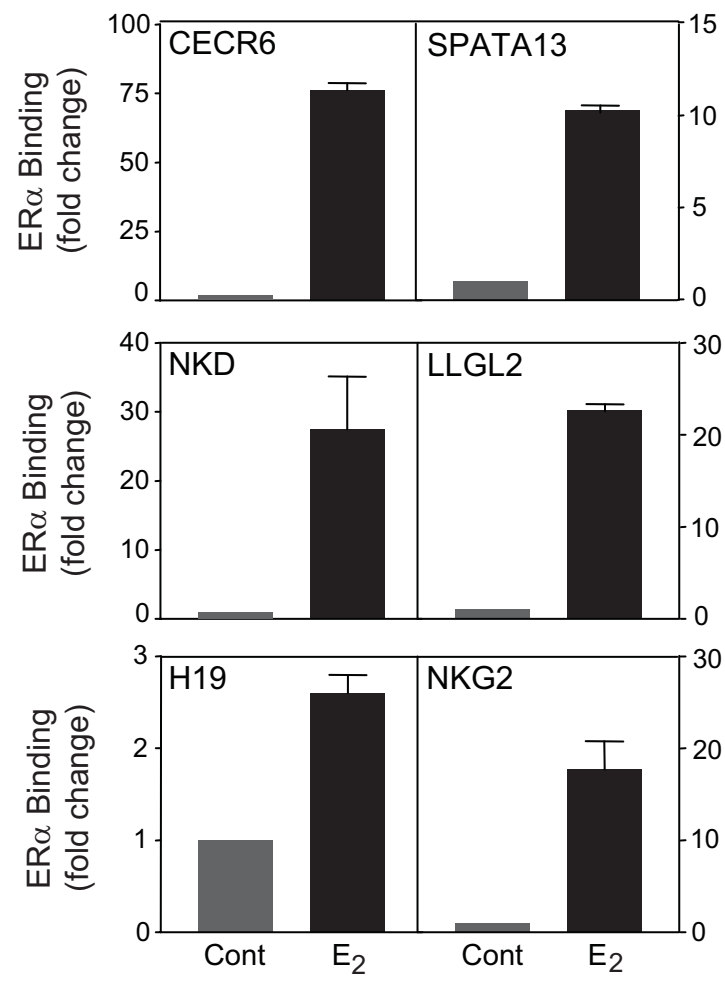 CECR6
SPATA13
ERα Binding
(fold change)
100
75
50
25
0
15
10
5
0
NKD
LLGL2
ERα Binding
(fold change)
40
30
20
10
0
30
20
10
0
H19
NKG2
ERα Binding
(fold change)
3
2
1
0
30
20
10
0
Cont
E2
Cont
E2